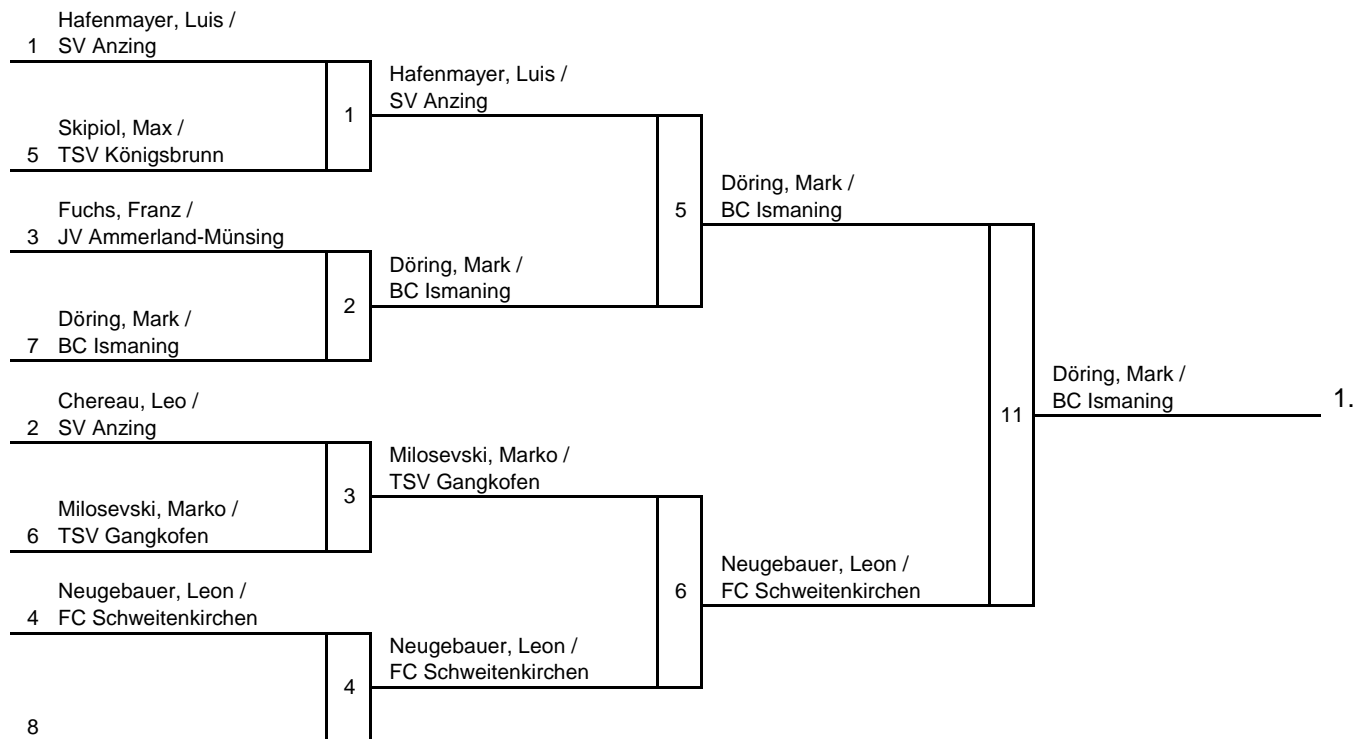 Hafenmayer, Luis /
1 SV Anzing
Skipiol, Max /
5 TSV Königsbrunn
1
Hafenmayer, Luis /
SV Anzing
Fuchs, Franz /
3 JV Ammerland-Münsing
Döring, Mark /
7 BC Ismaning
2
Döring, Mark /
BC Ismaning
5
Döring, Mark /
BC Ismaning
Chereau, Leo /
2 SV Anzing
Milosevski, Marko /
6 TSV Gangkofen
3
Milosevski, Marko /
TSV Gangkofen
Neugebauer, Leon /
4 FC Schweitenkirchen
8
4
Neugebauer, Leon /
FC Schweitenkirchen
6
Neugebauer, Leon /
FC Schweitenkirchen
11
Döring, Mark /
BC Ismaning
1.